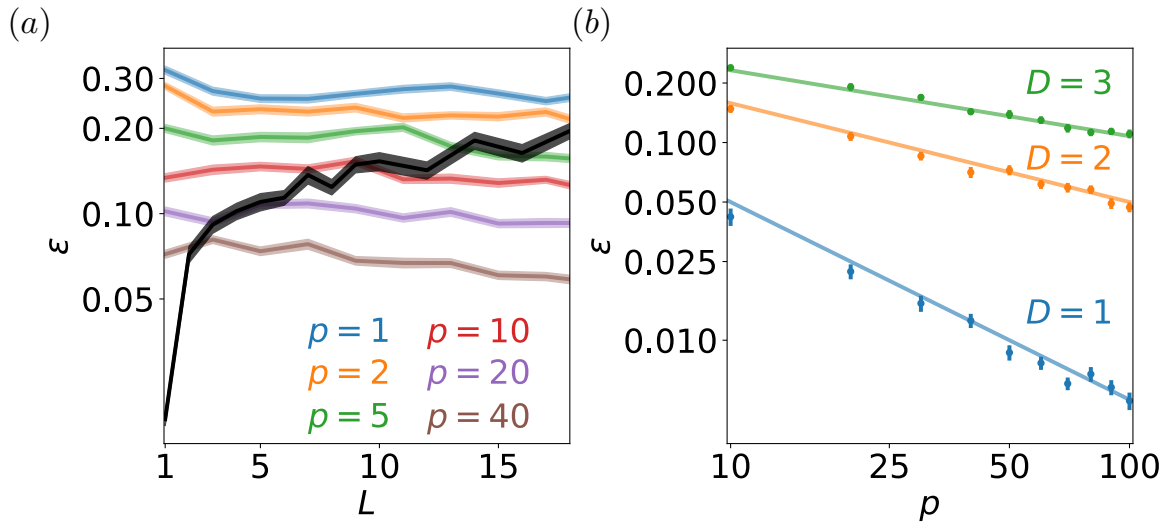 (a)
0.30
0.20
0.10
0.05
ε
p = 1
p = 10
p = 2
p = 20
p = 5
p = 40
1 5 10 15
L
(b)
0.200
0.100
0.050
0.025
0.010
ε
D = 3
D = 2
D = 1
10 25 50 100
p